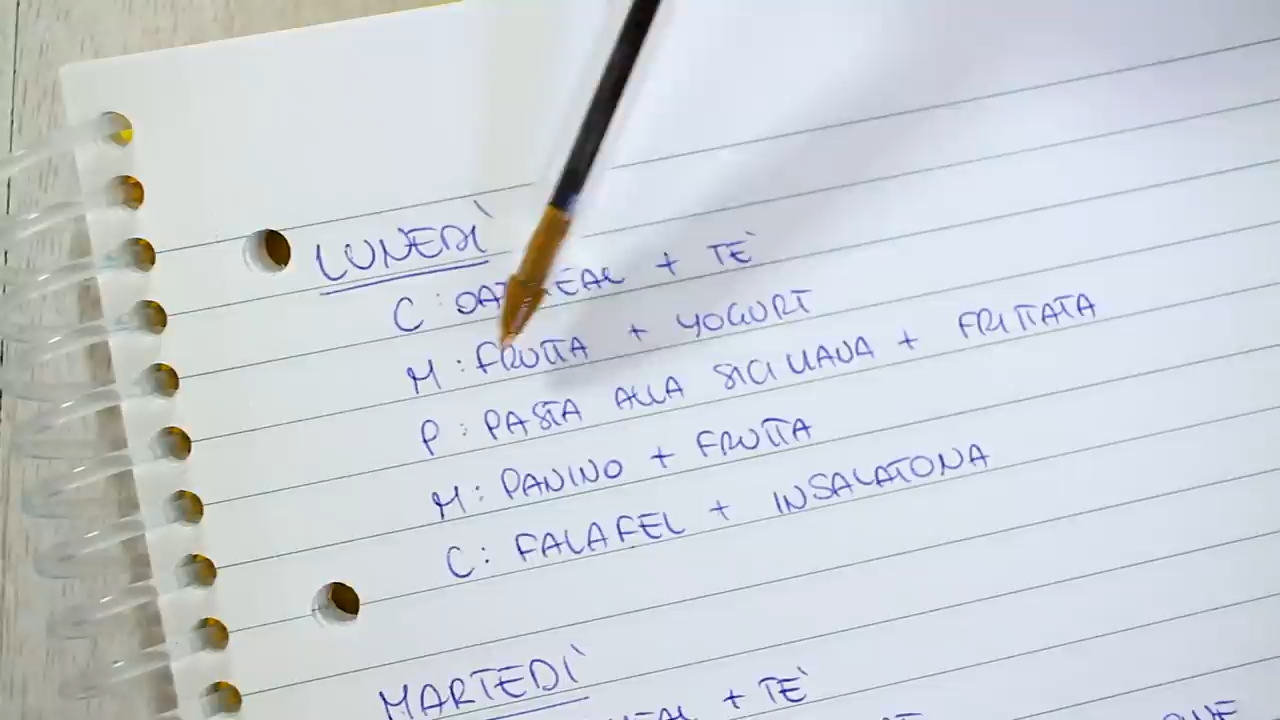 LUNEDÌ
C: OATMEAL + TÈ
M: FRUTTA + YOGURT
P: PASTA ALLA SICILIANA + FRITTATA
M: PANINO + FRUTTA
C: FALAFEL + INSALATONA
MARTEDÌ
+ TÈ